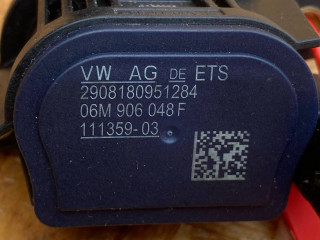 VW AG DE ETS
2908180951284
06M 906 048 F
111359-03